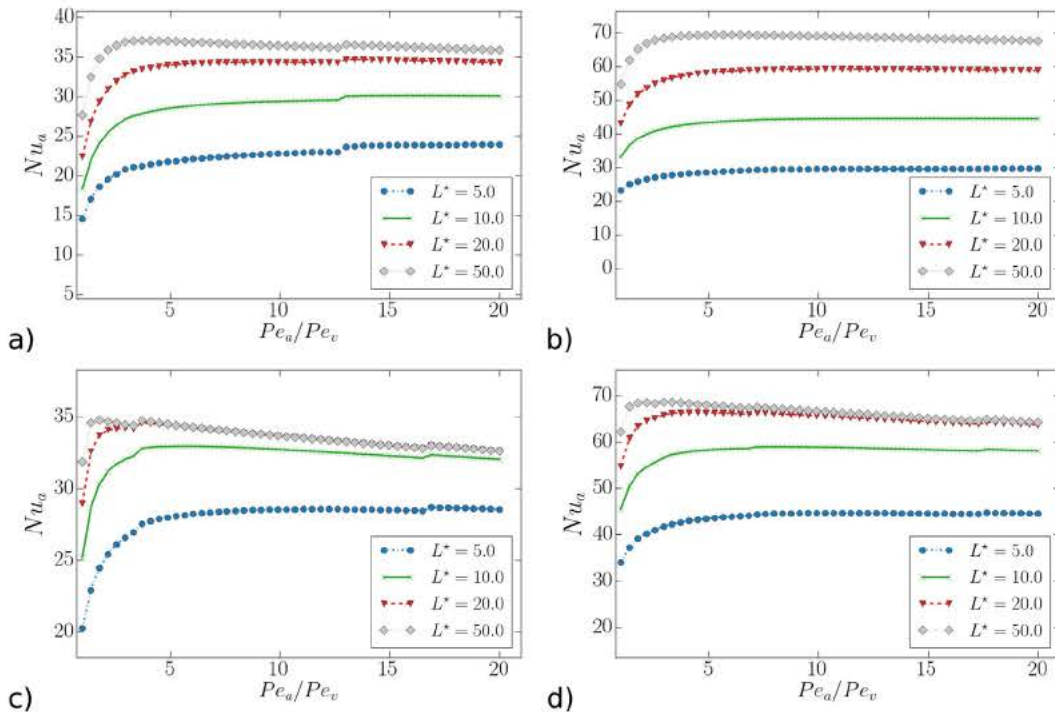 40
35
30
25
20
15
10
5
Nu_a
L* = 5.0
L* = 10.0
L* = 20.0
L* = 50.0
5 10 15 20
Pe_a/Pe_v
a)
70
60
50
40
30
20
10
0
Nu_a
L* = 5.0
L* = 10.0
L* = 20.0
L* = 50.0
5 10 15 20
Pe_a/Pe_v
b)
35
30
25
20
Nu_a
L* = 5.0
L* = 10.0
L* = 20.0
L* = 50.0
5 10 15 20
Pe_a/Pe_v
c)
70
60
50
40
30
20
Nu_a
L* = 5.0
L* = 10.0
L* = 20.0
L* = 50.0
5 10 15 20
Pe_a/Pe_v
d)